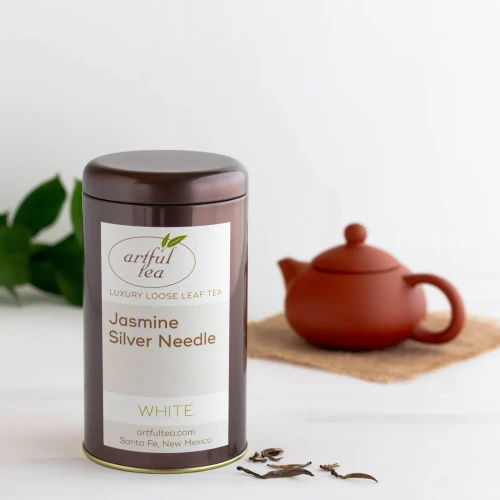 artful
tea
LUXURY LOOSE LEAF TEA
Jasmine
Silver Needle
WHITE
artfultea.com
Santa Fe, New Mexico